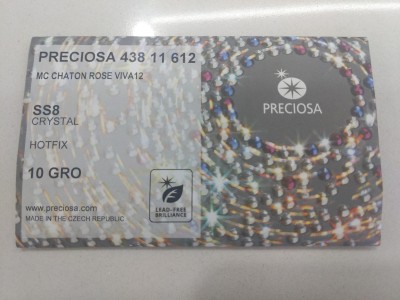 PRECIOSA 438 11 612
MC CHATON ROSE VIVA12
SS8
CRYSTAL
HOTFIX
10 GRO
www.preciosa.com
MADE IN THE CZECH REPUBLIC
LEAD-FREE
BRILLIANCE
PRECIOSA